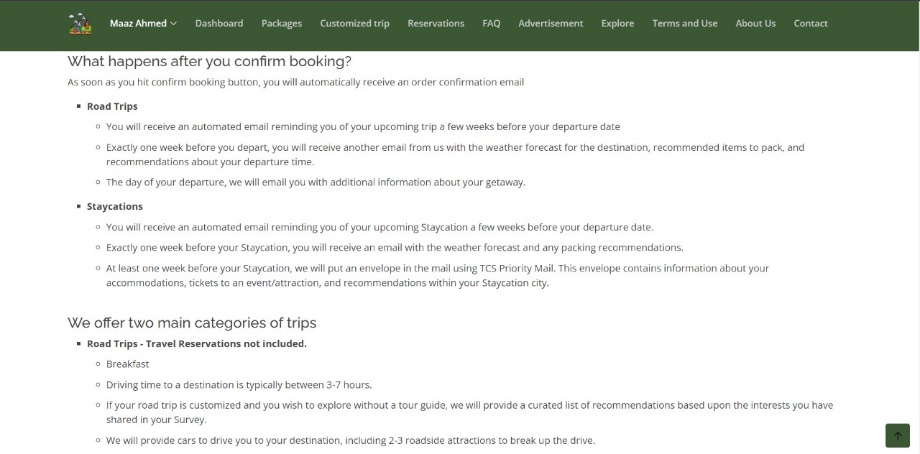 Maaz Ahmed Dashboard Packages Customized trip Reservations FAQ Advertisement Explore Terms and Use About Us Contact
What happens after you confirm booking?
As soon as you hit confirm booking button, you will automatically receive an order confirmation email
Road Trips
You will receive an automated email reminding you of your upcoming trip a few weeks before your departure date
Exactly one week before you depart, you will receive another email from us with the weather forecast for the destination, recommended items to pack, and
recommendations about your departure time.
The day of your departure, we will email you with additional information about your getaway.
Staycations
You will receive an automated email reminding you of your upcoming Staycation a few weeks before your departure date.
Exactly one week before your Staycation, you will receive an email with the weather forecast and any packing recommendations.
At least one week before your Staycation, we will put an envelope in the mail using TCS Priority Mail. This envelope contains information about your
accommodations, tickets to an event/attraction, and recommendations within your Staycation city.
We offer two main categories of trips
Road Trips - Travel Reservations not included.
Breakfast
Driving time to a destination is typically between 3-7 hours.
If your road trip is customized and you wish to explore without a tour guide, we will provide a curated list of recommendations based upon the interests you have
shared in your Survey.
We will provide cars to drive you to your destination, including 2-3 roadside attractions to break up the drive.